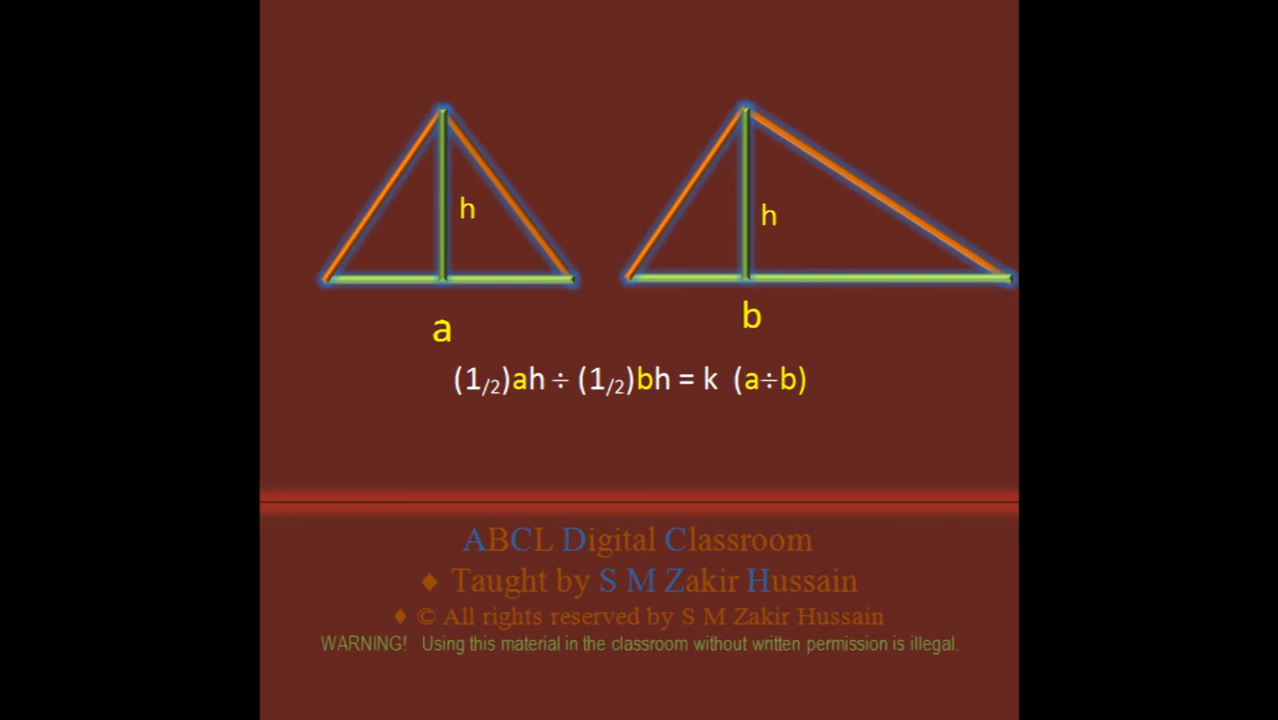 h
h
a
b
(1/2)ah ÷ (1/2)bh = k (a÷b)
ABCL Digital Classroom
♦ Taught by S M Zakir Hussain
♦ © All rights reserved by S M Zakir Hussain
WARNING! Using this material in the classroom without written permission is illegal.